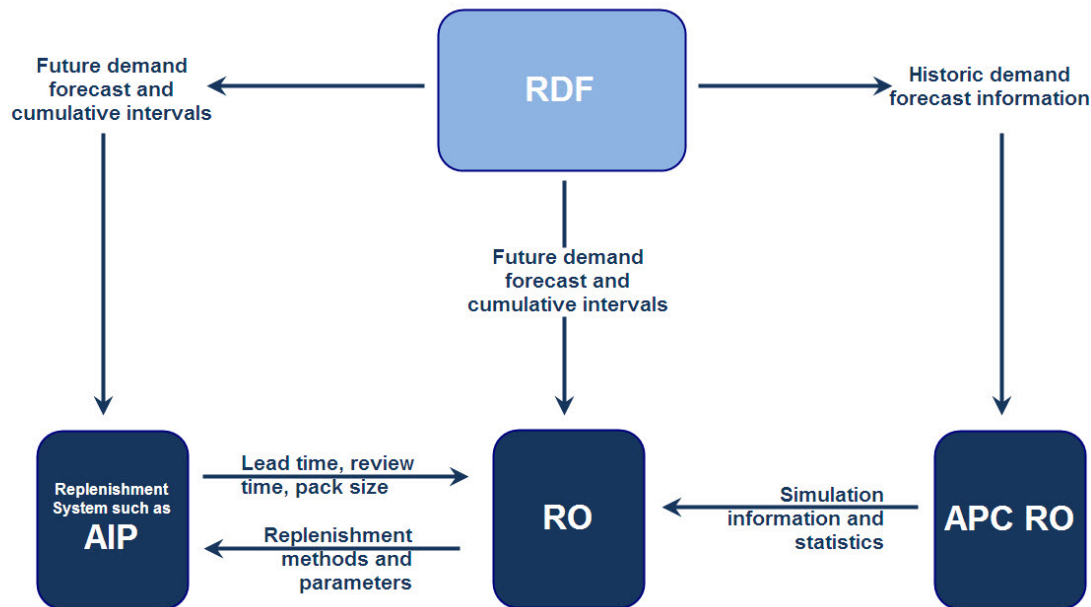 RDF
Future demand
forecast and
cumulative intervals
Historic demand
forecast information
Future demand
forecast and
cumulative intervals
Replenishment
System such as
AIP
Lead time, review
time, pack size
Replenishment
methods and
parameters
RO
Simulation
information and
statistics
APC RO